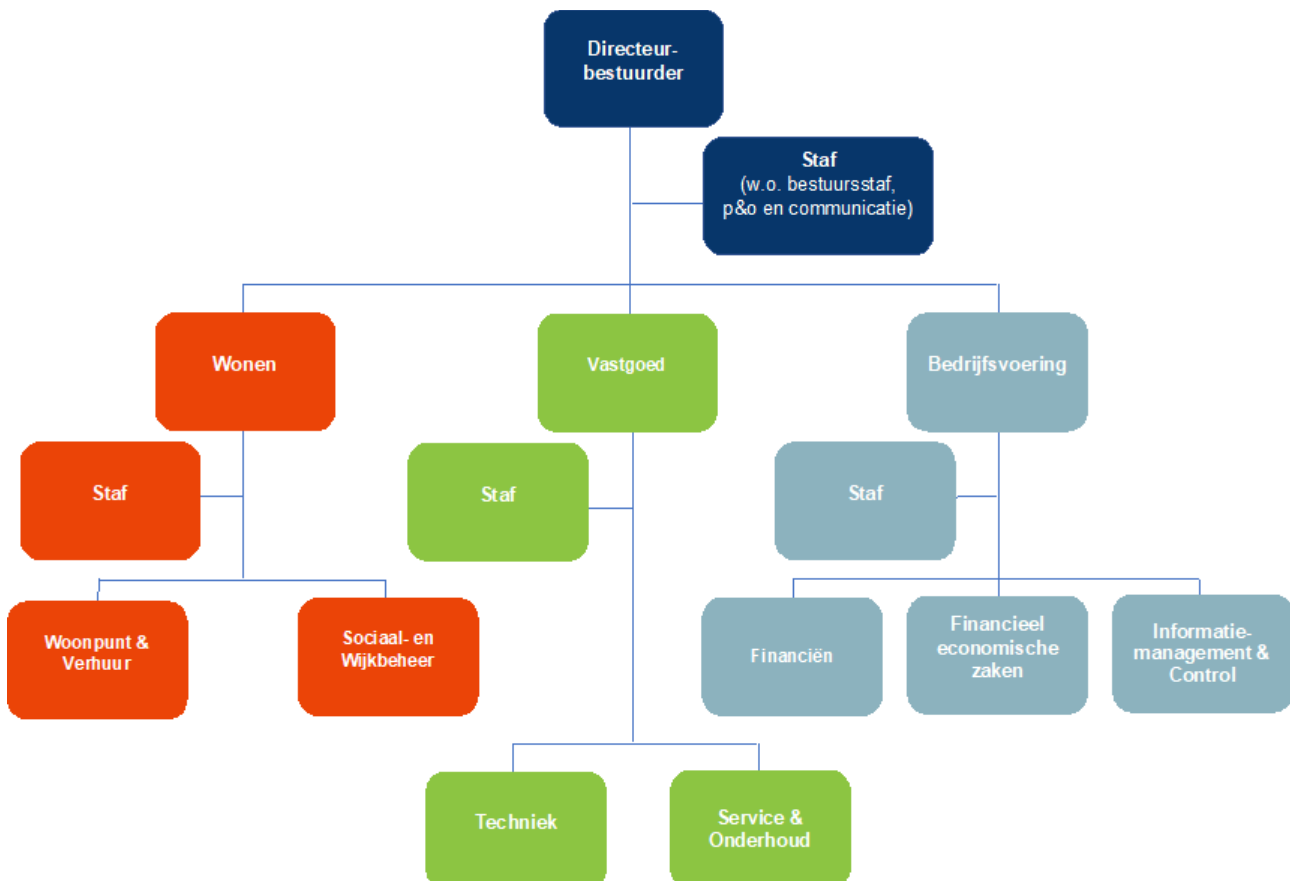 Directeur-
bestuurder
Staf
(w.o. bestuursstaf,
p&o en communicatie)
Wonen
Vastgoed
Bedrijfsvoering
Staf
Staf
Staf
Woonpunt &
Verhuur
Sociaal- en
Wijkbeheer
Financiën
Financieel
economische
zaken
Informatie-
management &
Control
Techniek
Service &
Onderhoud